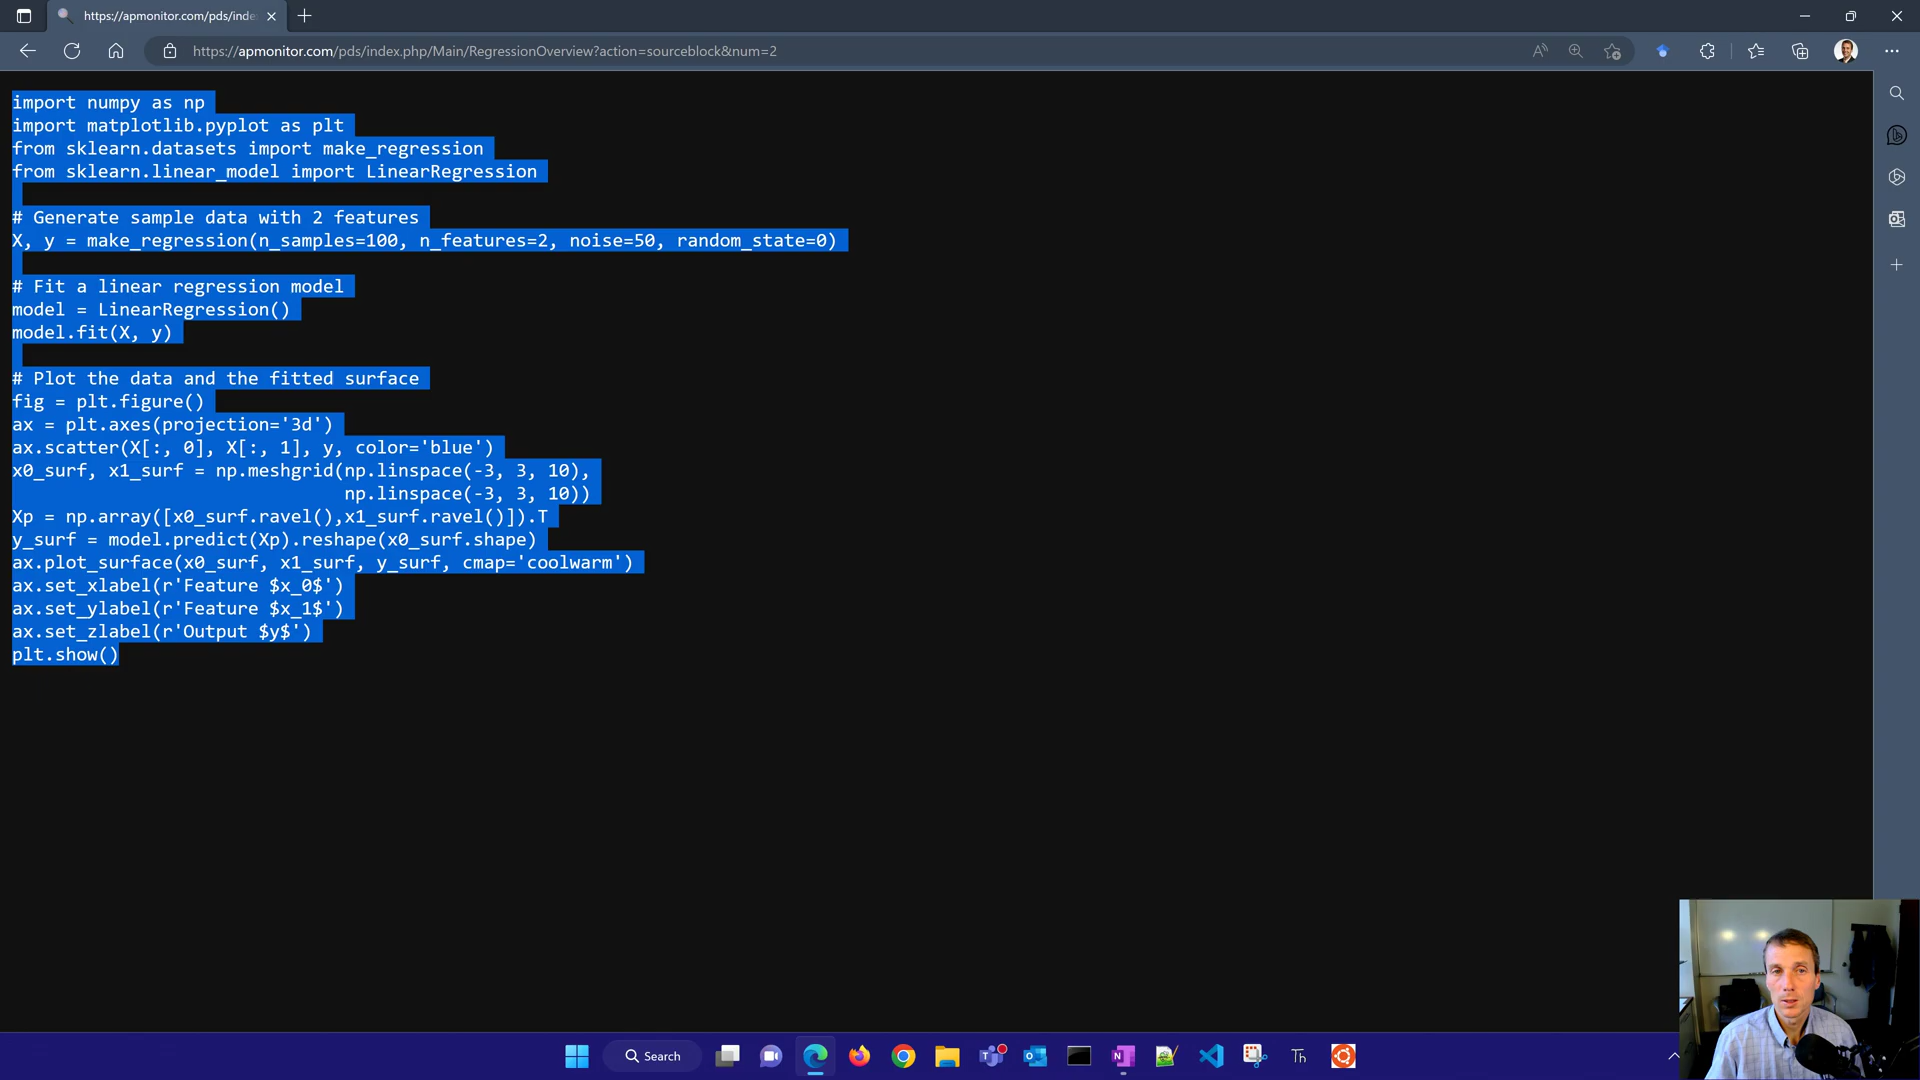 https://apmonitor.com/pds/inde
https://apmonitor.com/pds/index.php/Main/RegressionOverview?action=sourceblock&num=2
import numpy as np
import matplotlib.pyplot as plt
from sklearn.datasets import make_regression
from sklearn.linear_model import LinearRegression
# Generate sample data with 2 features
X, y = make_regression(n_samples=100, n_features=2, noise=50, random_state=0)
# Fit a linear regression model
model = LinearRegression()
model.fit(X, y)
# Plot the data and the fitted surface
fig = plt.figure()
ax = plt.axes(projection='3d')
ax.scatter(X[:, 0], X[:, 1], y, color='blue')
x0_surf, x1_surf = np.meshgrid(np.linspace(-3, 3, 10),
np.linspace(-3, 3, 10))
Xp = np.array([x0_surf.ravel(),x1_surf.ravel()]).T
y_surf = model.predict(Xp).reshape(x0_surf.shape)
ax.plot_surface(x0_surf, x1_surf, y_surf, cmap='coolwarm')
ax.set_xlabel(r'Feature $x_0$')
ax.set_ylabel(r'Feature $x_1$')
ax.set_zlabel(r'Output $y$')
plt.show()
Search
Th